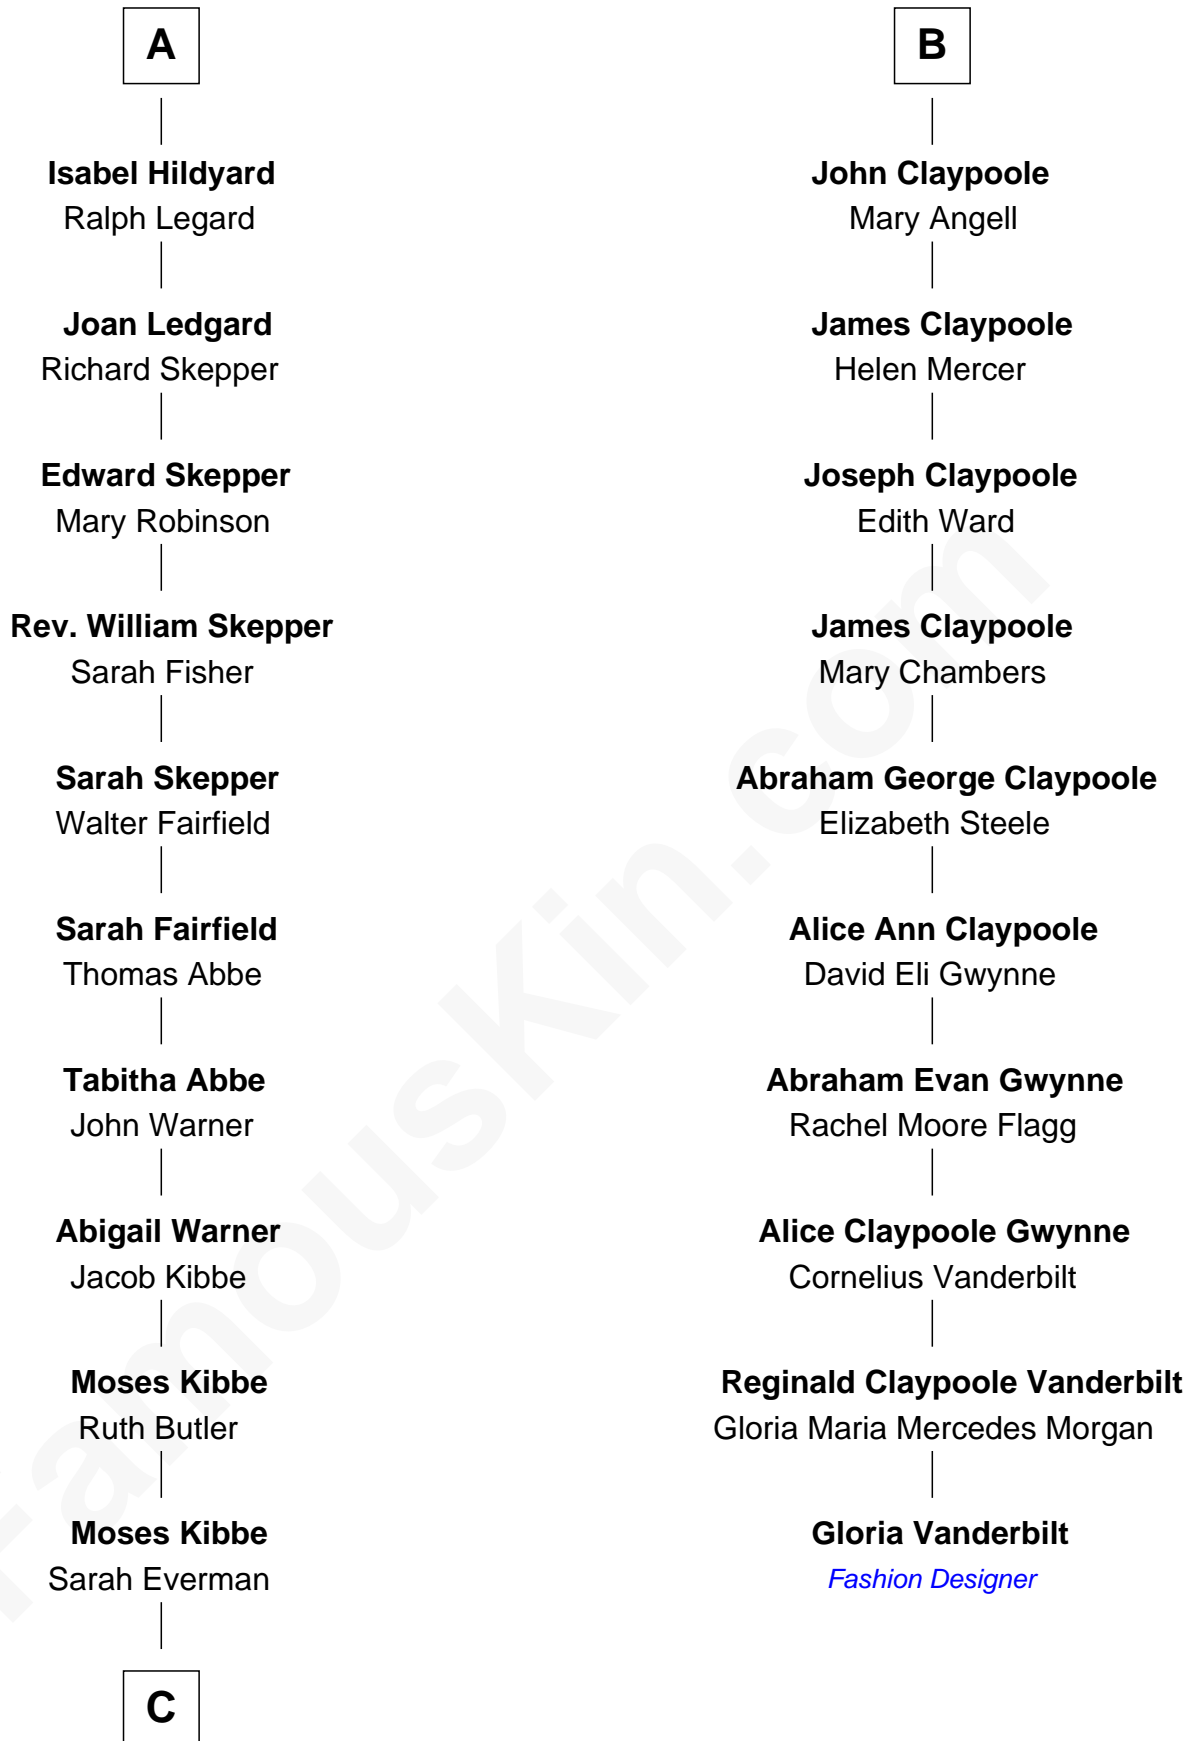 A
Isabel Hildyard
Ralph Legard
Joan Ledgard
Richard Skepper
Edward Skepper
Mary Robinson
Rev. William Skepper
Sarah Fisher
Sarah Skepper
Walter Fairfield
Sarah Fairfield
Thomas Abbe
Tabitha Abbe
John Warner
Abigail Warner
Jacob Kibbe
Moses Kibbe
Ruth Butler
Moses Kibbe
Sarah Everman
C
B
John Claypoole
Mary Angell
James Claypoole
Helen Mercer
Joseph Claypoole
Edith Ward
James Claypoole
Mary Chambers
Abraham George Claypoole
Elizabeth Steele
Alice Ann Claypoole
David Eli Gwynne
Abraham Evan Gwynne
Rachel Moore Flagg
Alice Claypoole Gwynne
Cornelius Vanderbilt
Reginald Claypoole Vanderbilt
Gloria Maria Mercedes Morgan
Gloria Vanderbilt
Fashion Designer
FamousKin.com